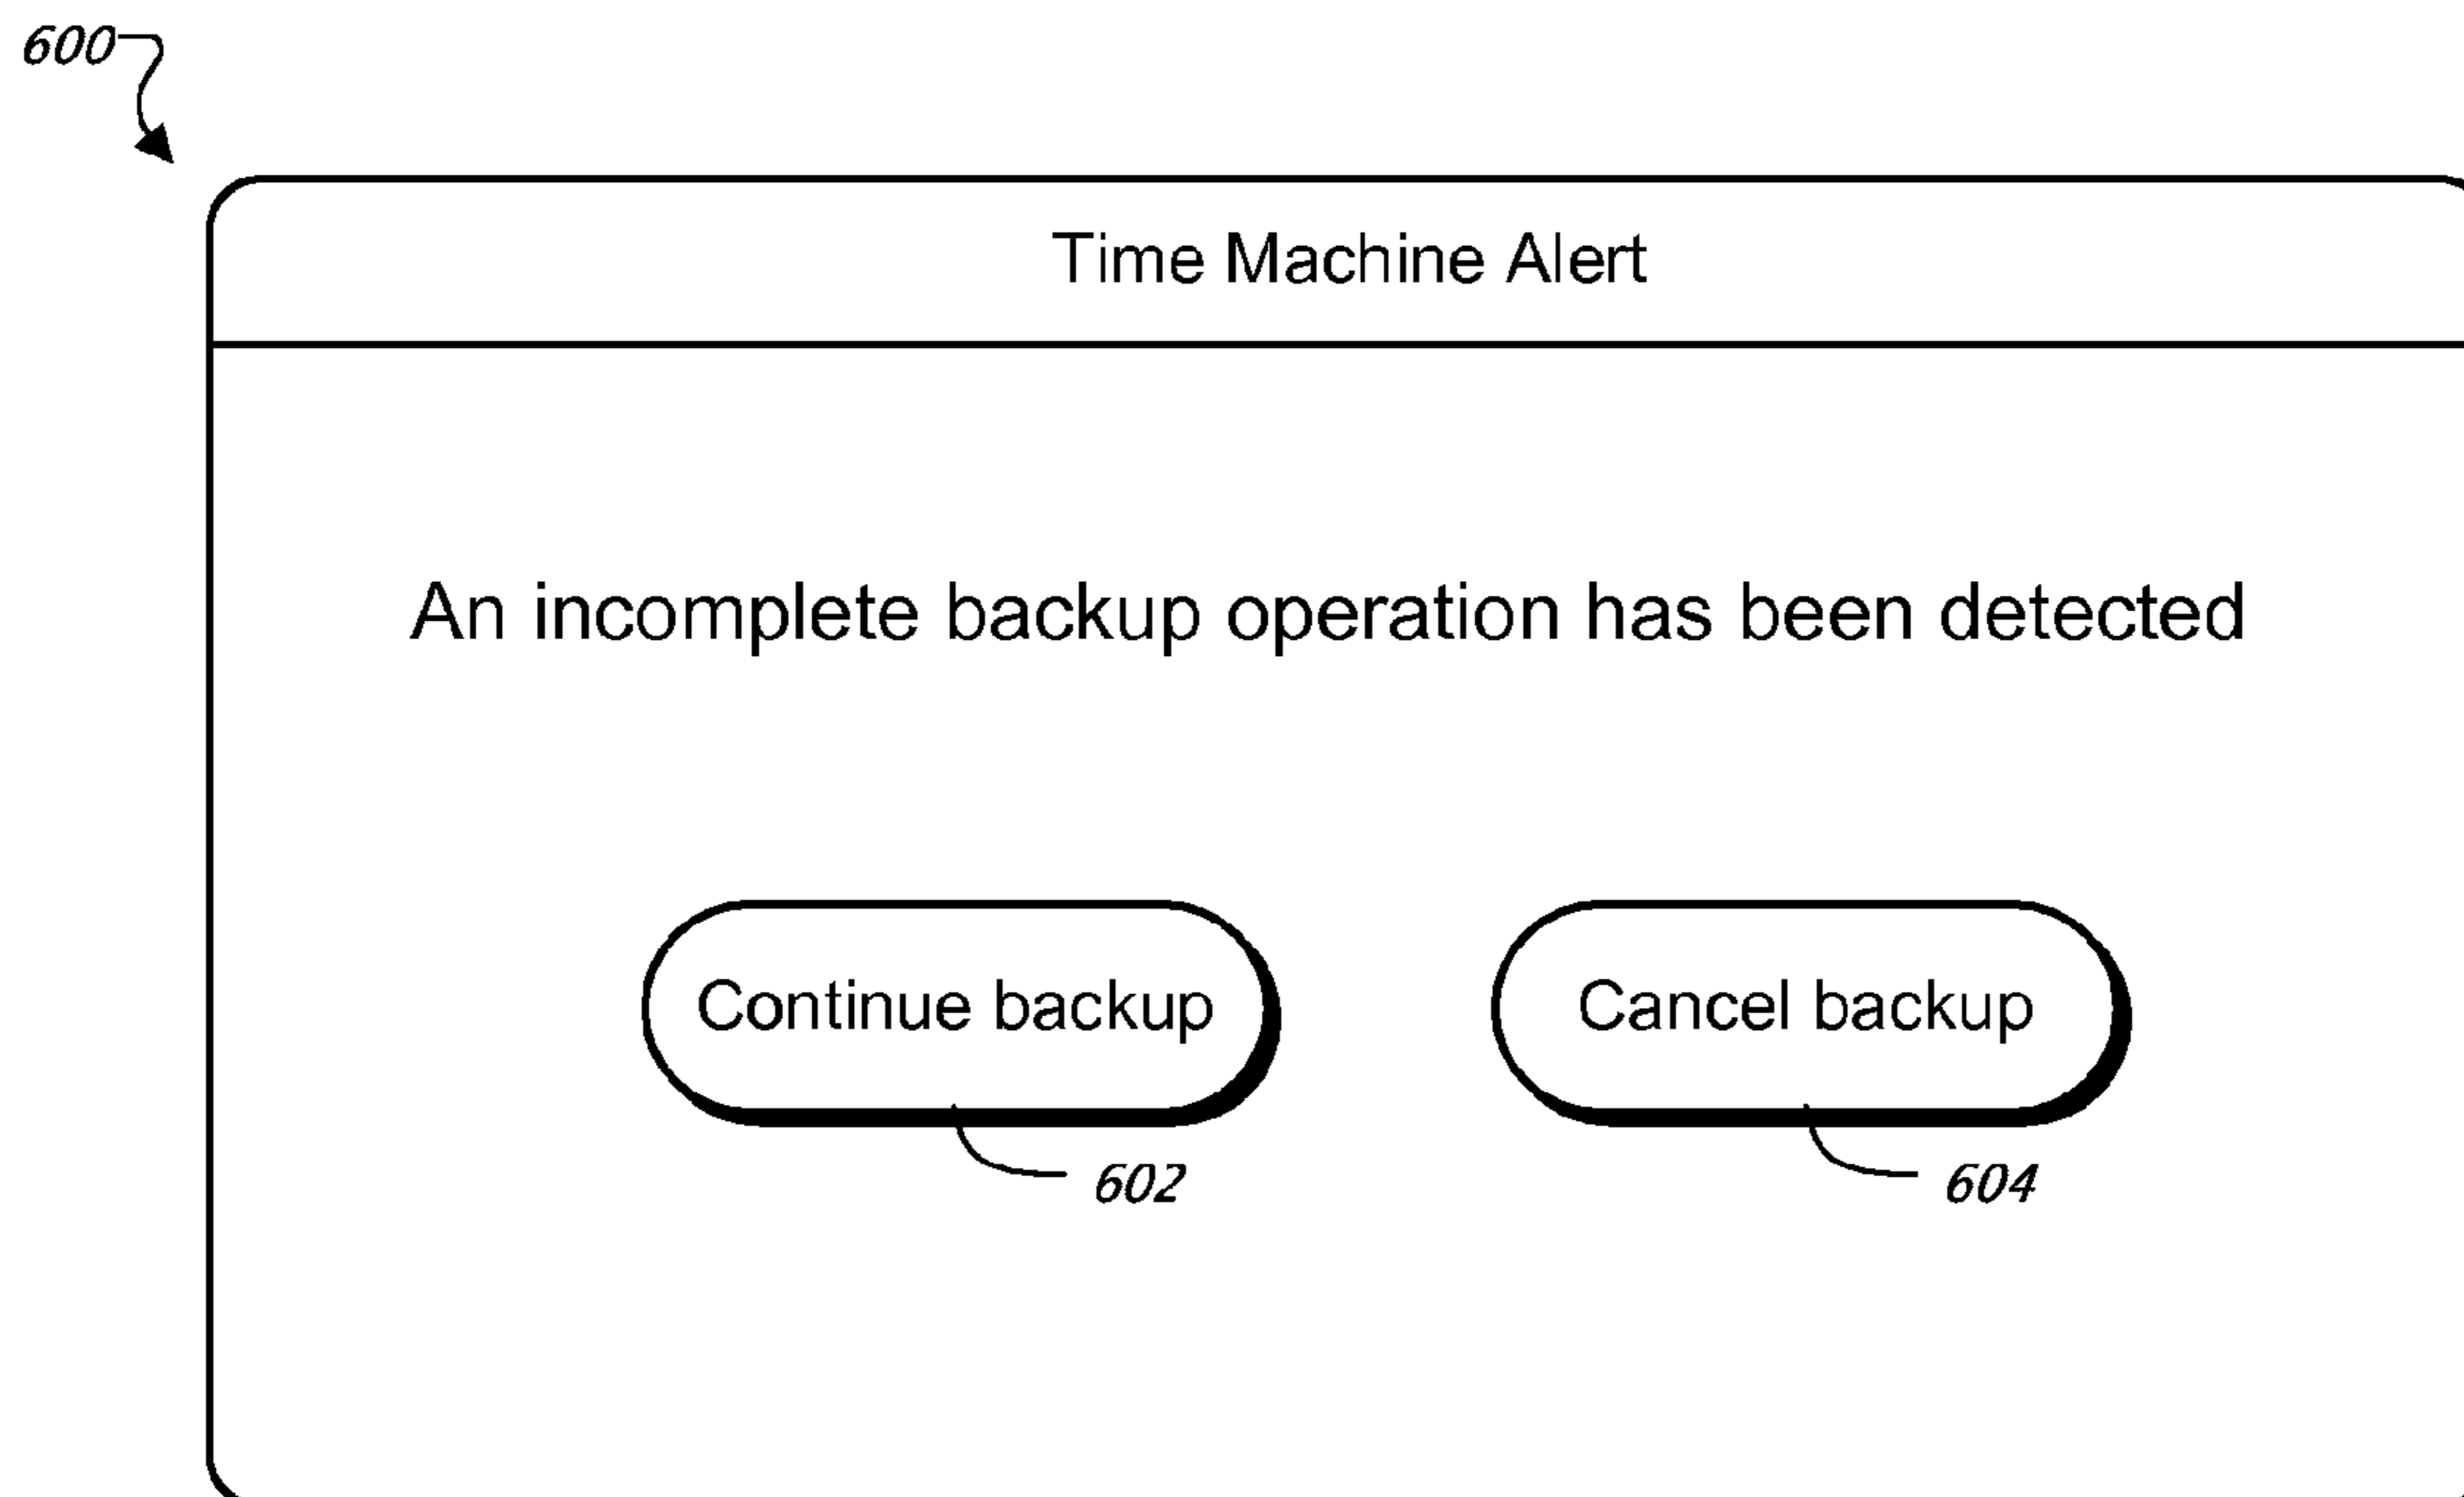 600
Time Machine Alert
An incomplete backup operation has been detected
Continue backup
Cancel backup
602
604